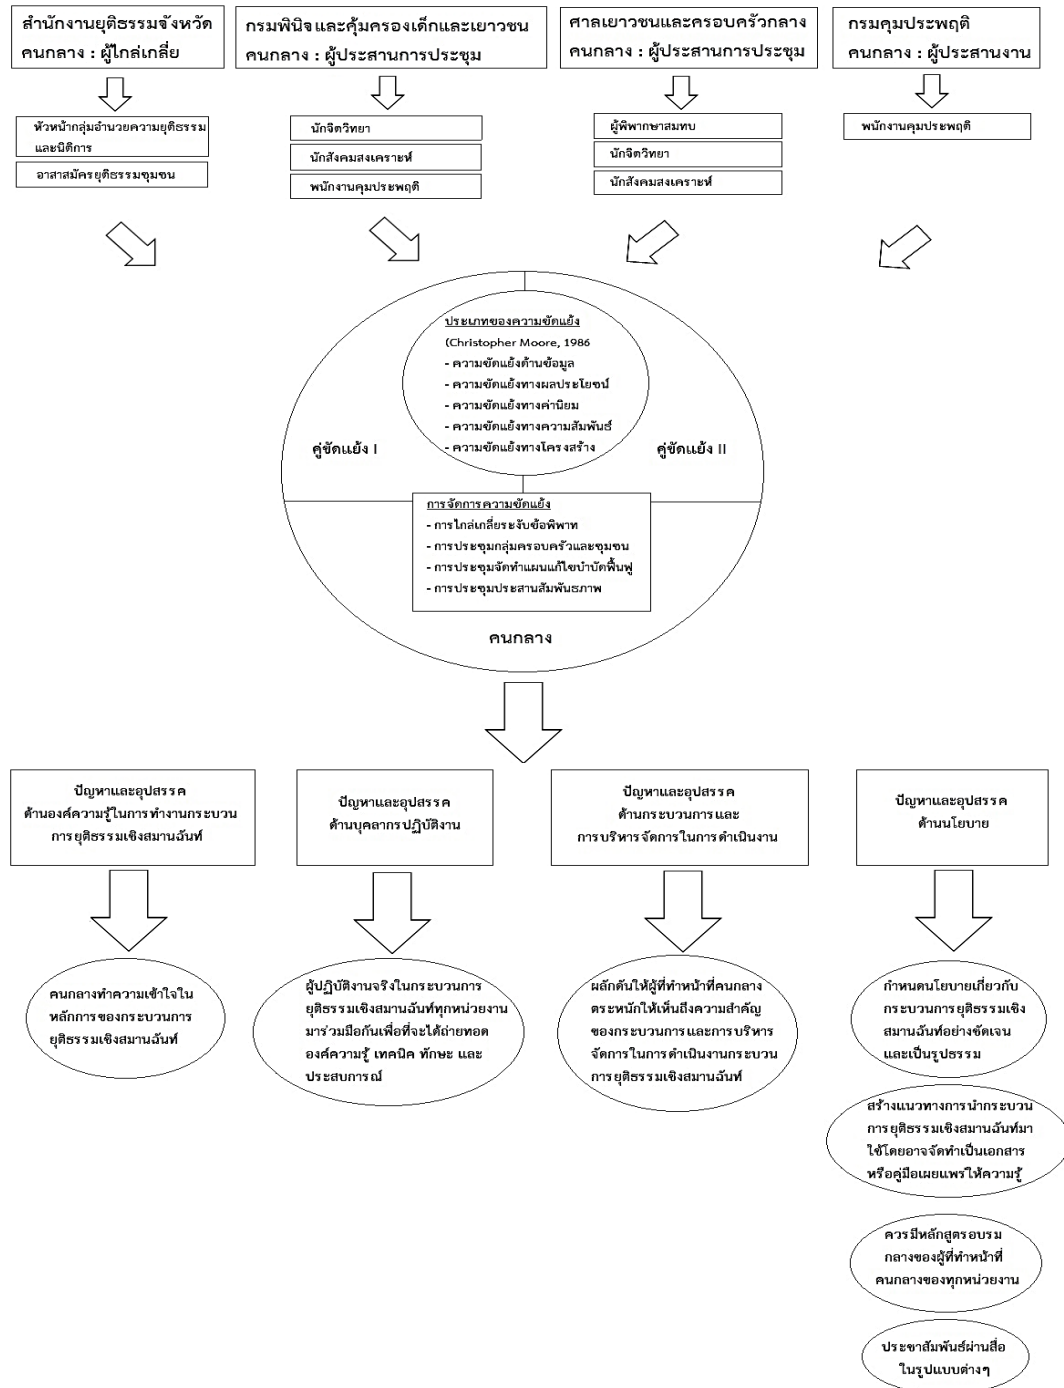 สำนักงานยุติธรรมจังหวัด
คนกลาง : ผู้ไกล่เกลี่ย
กรมพินิจและคุ้มครองเด็กและเยาวชน
คนกลาง : ผู้ประสานการประชุม
ศาลเยาวชนและครอบครัวกลาง
คนกลาง : ผู้ประสานการประชุม
กรมคุมประพฤติ
คนกลาง : ผู้ประสานงาน
หัวหน้ากลุ่มอำนวยความยุติธรรม
และนิติการ
อาสาสมัครยุติธรรมชุมชน
นักจิตวิทยา
นักสังคมสงเคราะห์
พนักงานคุมประพฤติ
ผู้พิพากษาสมทบ
นักจิตวิทยา
นักสังคมสงเคราะห์
พนักงานคุมประพฤติ
ประเภทของความขัดแย้ง
(Christopher Moore, 1986
- ความขัดแย้งด้านข้อมูล
- ความขัดแย้งทางผลประโยชน์
- ความขัดแย้งทางค่านิยม
- ความขัดแย้งทางความสัมพันธ์
- ความขัดแย้งทางโครงสร้าง
คู่ขัดแย้ง I
คู่ขัดแย้ง II
การจัดการความขัดแย้ง
- การไกล่เกลี่ยระงับข้อพิพาท
- การประชุมกลุ่มครอบครัวและชุมชน
- การประชุมจัดทำแผนแก้ไขบำบัดฟื้นฟู
- การประชุมประสานสัมพันธภาพ
คนกลาง
ปัญหาและอุปสรรค
ด้านองค์ความรู้ในการทำงานกระบวน
การยุติธรรมเชิงสมานฉันท์
ปัญหาและอุปสรรค
ด้านบุคลากรปฏิบัติงาน
ปัญหาและอุปสรรค
ด้านกระบวนการและ
การบริหารจัดการในการดำเนินงาน
ปัญหาและอุปสรรค
ด้านนโยบาย
คนกลางทำความเข้าใจใน
หลักการของกระบวนการ
ยุติธรรมเชิงสมานฉันท์
ผู้ปฏิบัติงานจริงในกระบวนการ
ยุติธรรมเชิงสมานฉันท์ทุกหน่วยงาน
มาร่วมมือกันเพื่อที่จะได้ถ่ายทอด
องค์ความรู้ เทคนิค ทักษะ และ
ประสบการณ์
ผลักดันให้ผู้ที่ทำหน้าที่คนกลาง
ตระหนักให้เห็นถึงความสำคัญ
ของกระบวนการและการบริหาร
จัดการในการดำเนินงานกระบวน
การยุติธรรมเชิงสมานฉันท์
กำหนดนโยบายเกี่ยวกับ
กระบวนการยุติธรรมเชิง
สมานฉันท์อย่างชัดเจน
และเป็นรูปธรรม
สร้างแนวทางการนำกระบวน
การยุติธรรมเชิงสมานฉันท์มา
ใช้โดยอาจจัดทำเป็นเอกสาร
หรือคู่มือเผยแพร่ให้ความรู้
ควรมีหลักสูตรอบรม
กลางของผู้ที่ทำหน้าที่
คนกลางของทุกหน่วยงาน
ประชาสัมพันธ์ผ่านสื่อ
ในรูปแบบต่างๆ